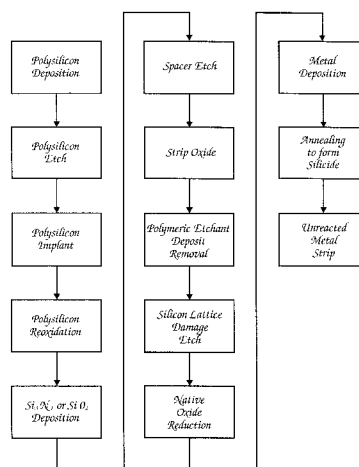 Polysilicon
Deposition
Polysilicon
Etch
Polysilicon
Implant
Polysilicon
Reoxidation
Si₃N₄ or SiO₂
Deposition
Spacer Etch
Strip Oxide
Polymeric Etchant
Deposit
Removal
Silicon Lattice
Damage
Etch
Native
Oxide
Reduction
Metal
Deposition
Annealing
to form
Silicide
Unreacted
Metal
Strip